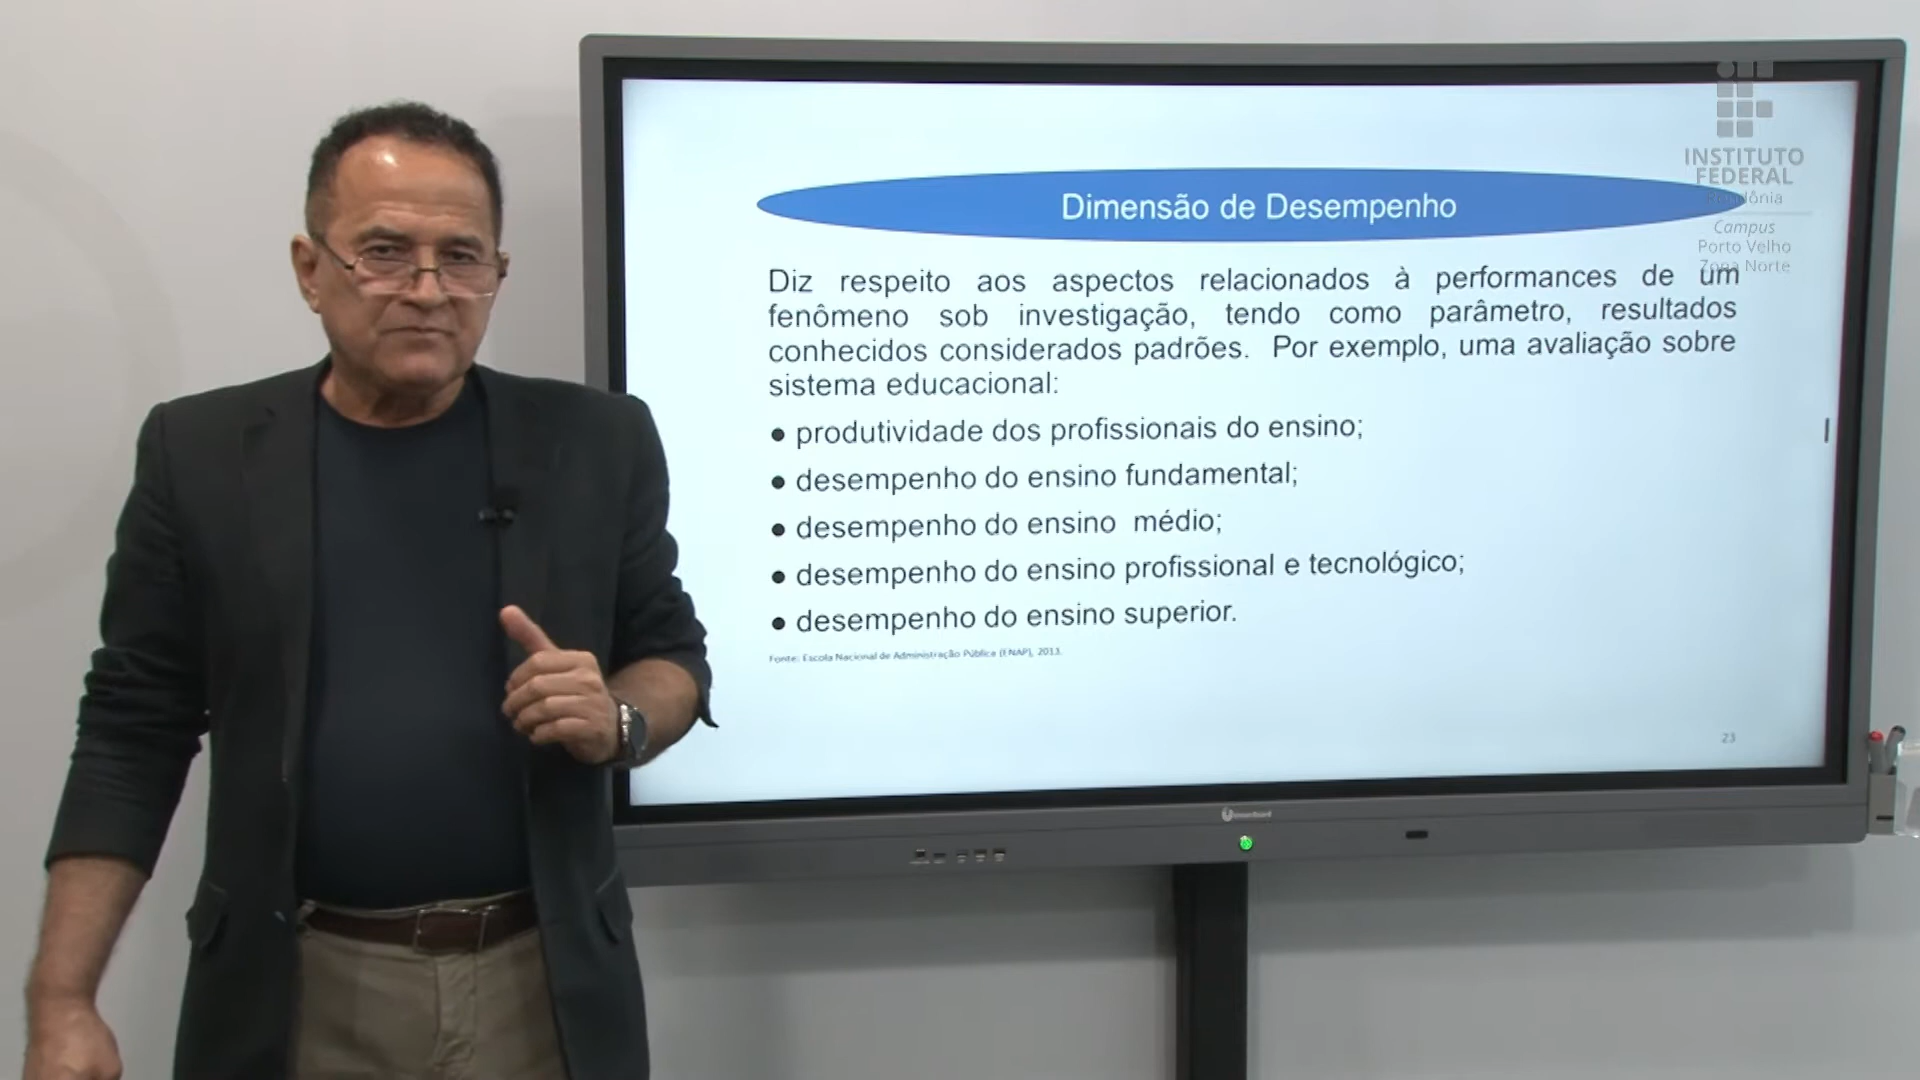 INSTITUTO
FEDERAL
Rondônia
Campus
Porto Velho
Zona Norte
Dimensão de Desempenho
Diz respeito aos aspectos relacionados à performances de um
fenômeno sob investigação, tendo como parâmetro, resultados
conhecidos considerados padrões. Por exemplo, uma avaliação sobre
sistema educacional:
● produtividade dos profissionais do ensino;
● desempenho do ensino fundamental;
● desempenho do ensino médio;
● desempenho do ensino profissional e tecnológico;
● desempenho do ensino superior.
Fonte: Escola Nacional de Administração Pública (ENAP), 2013.
23